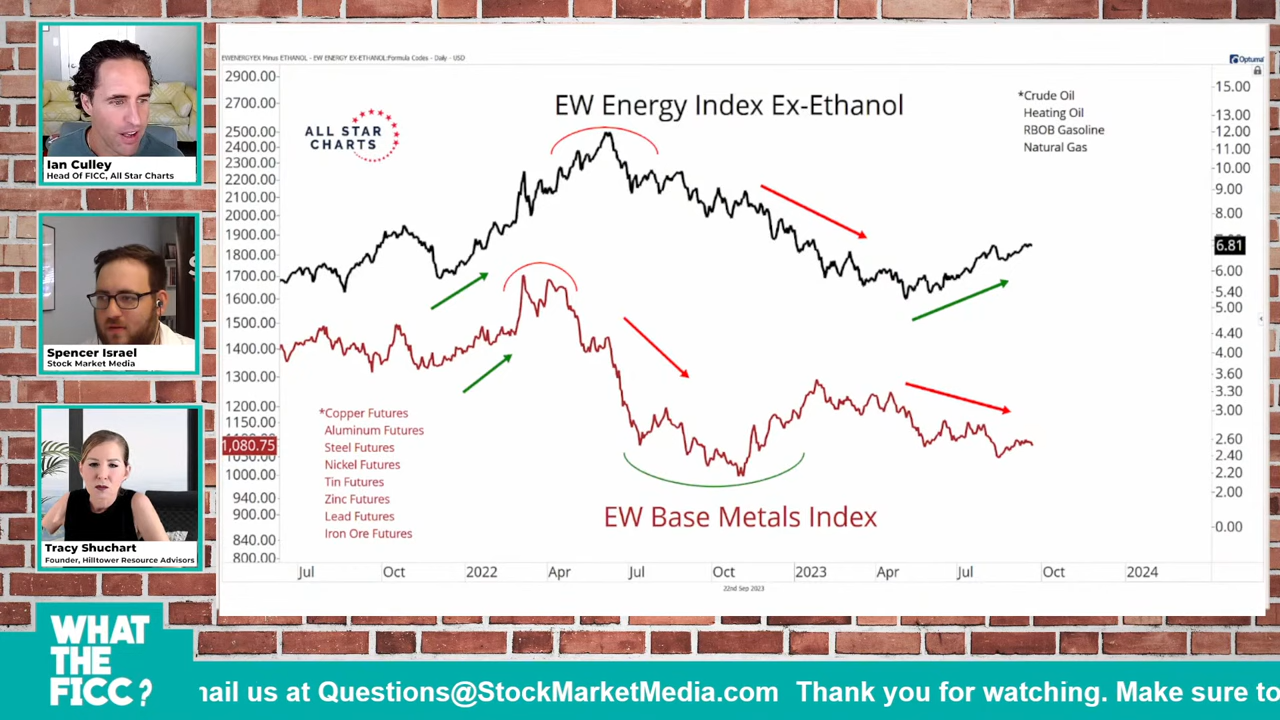 Ian Culley
Head Of FICC, All Star Charts
Spencer Israel
Stock Market Media
Tracy Shuchart
Founder, Hilltower Resource Advisors
WHAT
THE
FICC?
EWENERGYEX Minus ETHANOL - EW ENERGY EX-ETHANOL:Formula Codes - Daily - USD
Optuma
ALL STAR
CHARTS
EW Energy Index Ex-Ethanol
*Crude Oil
Heating Oil
RBOB Gasoline
Natural Gas
2900.00
2700.00
2500.00
2400.00
2300.00
2200.00
2100.00
2000.00
1900.00
1800.00
1700.00
1600.00
1500.00
1400.00
1300.00
1200.00
1150.00
1,080.75
1050.00
1000.00
940.00
900.00
840.00
800.00
*Copper Futures
Aluminum Futures
Steel Futures
Nickel Futures
Tin Futures
Zinc Futures
Lead Futures
Iron Ore Futures
EW Base Metals Index
15.00
13.00
12.00
11.00
10.00
9.00
8.00
6.81
6.00
5.40
5.00
4.40
4.00
3.60
3.30
3.00
2.60
2.40
2.20
2.00
0.00
Jul Oct 2022 Apr Jul Oct 2023 Apr Jul Oct 2024
22nd Sep 2023
us at Questions@StockMarketMedia.com Thank you for watching. Make sure to